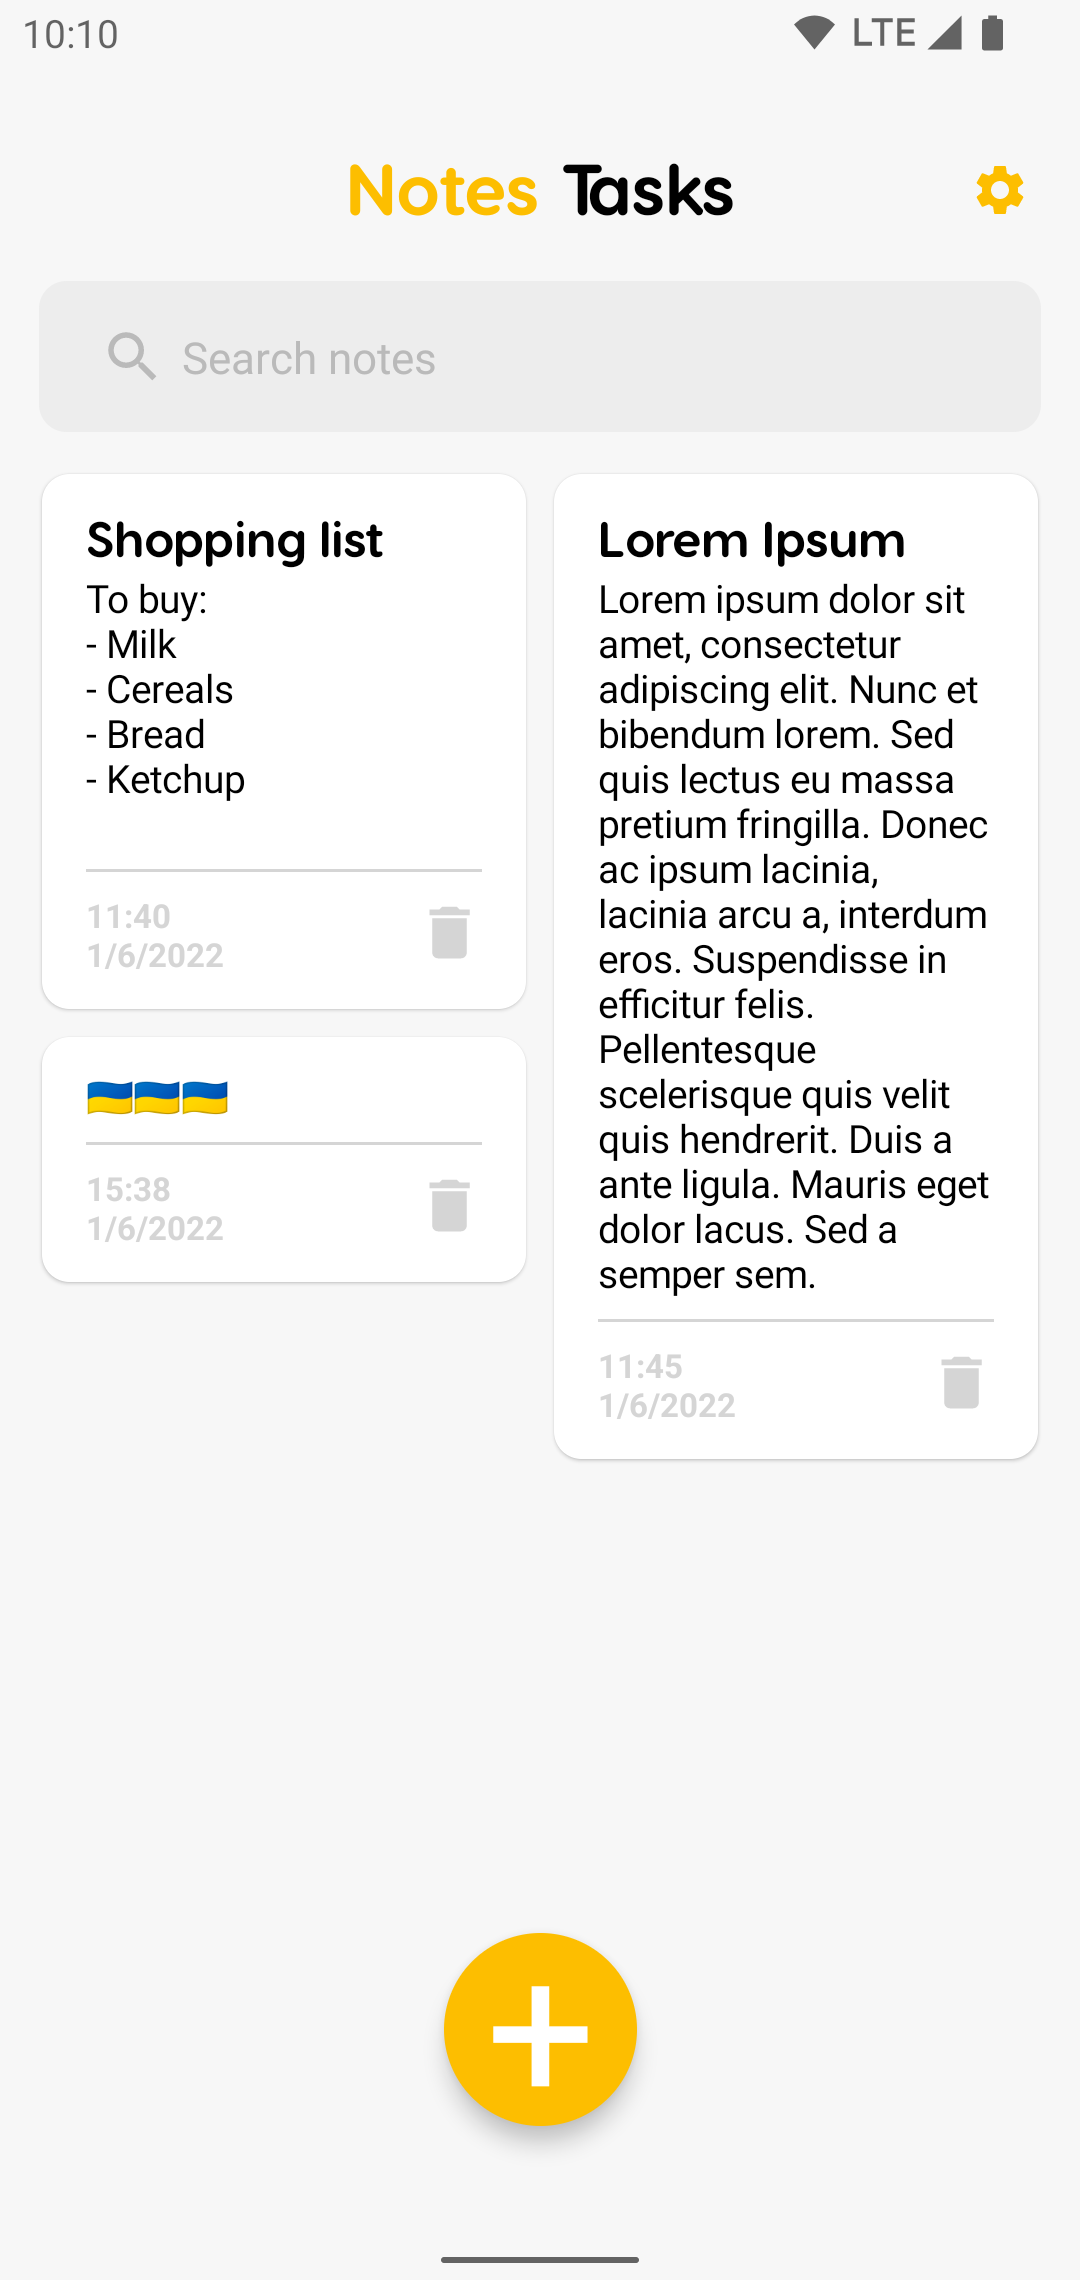 10:10 LTE
Notes Tasks
Search notes
Shopping list
To buy:
- Milk
- Cereals
- Bread
- Ketchup
11:40
1/6/2022
🇺🇦🇺🇦🇺🇦
15:38
1/6/2022
Lorem Ipsum
Lorem ipsum dolor sit
amet, consectetur
adipiscing elit. Nunc et
bibendum lorem. Sed
quis lectus eu massa
pretium fringilla. Donec
ac ipsum lacinia,
lacinia arcu a, interdum
eros. Suspendisse in
efficitur felis.
Pellentesque
scelerisque quis velit
quis hendrerit. Duis a
ante ligula. Mauris eget
dolor lacus. Sed a
semper sem.
11:45
1/6/2022